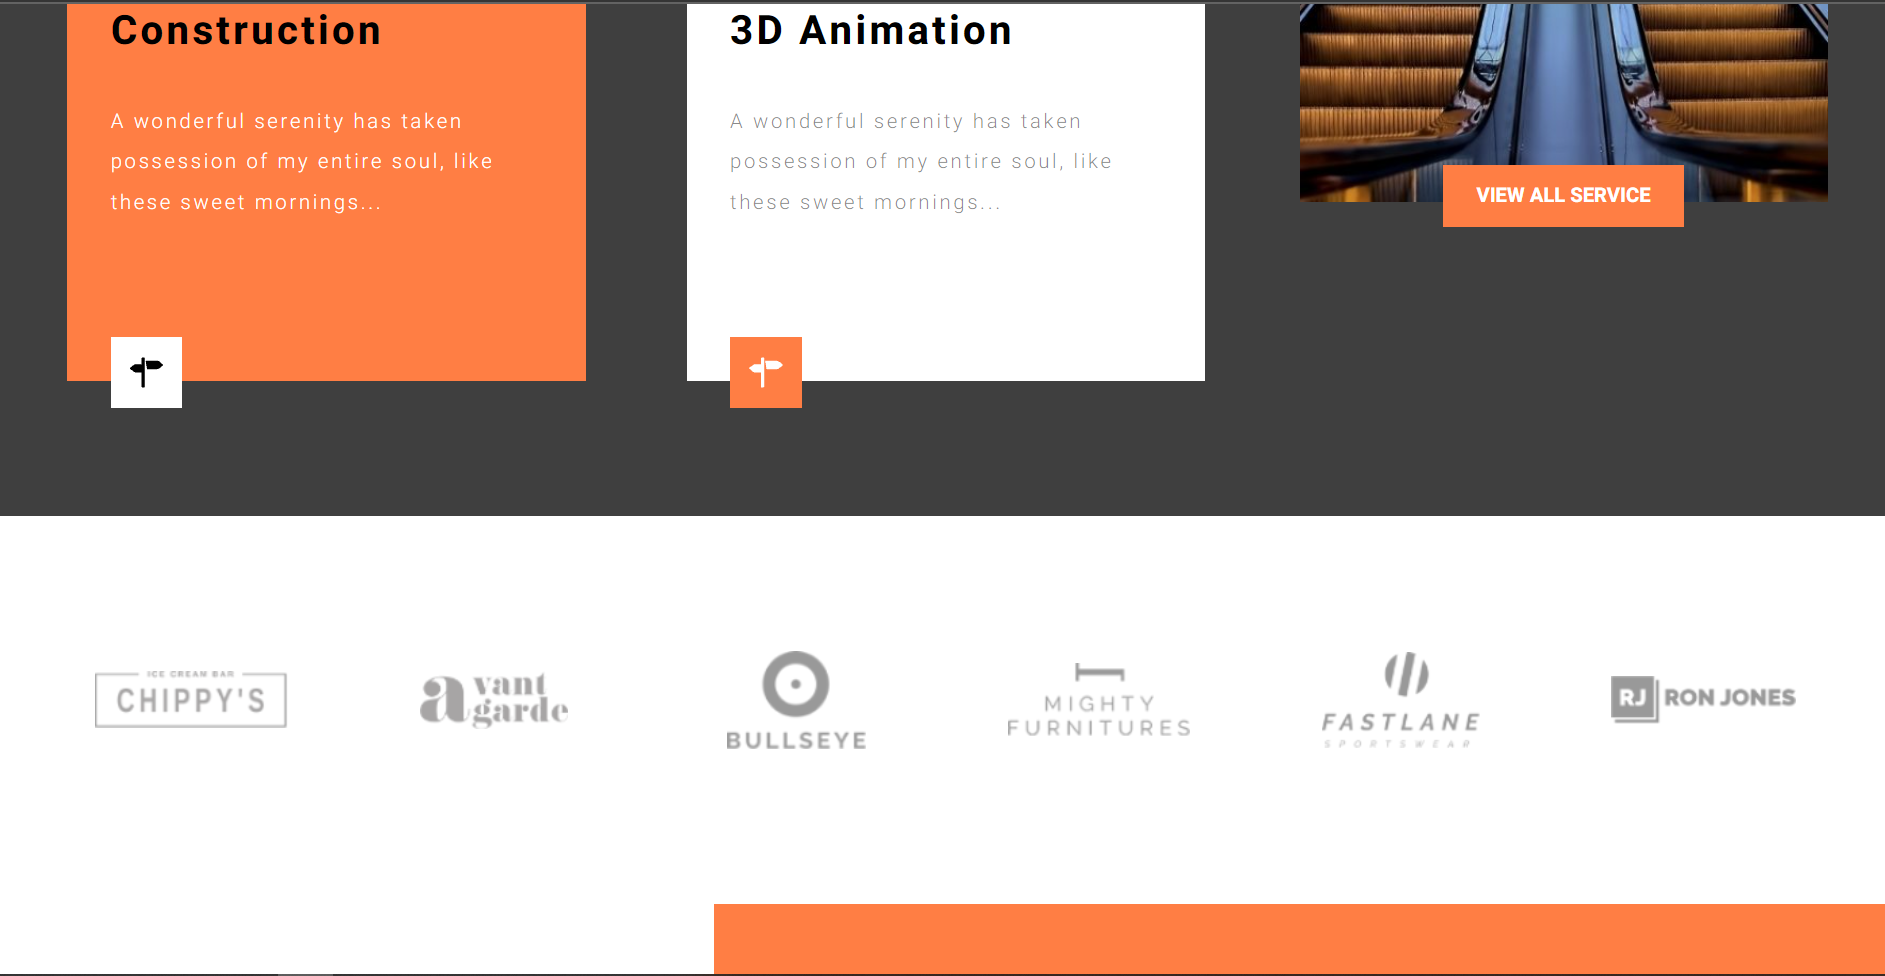 Construction
A wonderful serenity has taken
possession of my entire soul, like
these sweet mornings...
3D Animation
A wonderful serenity has taken
possession of my entire soul, like
these sweet mornings...
VIEW ALL SERVICE
ICE CREAM BAR
CHIPPY'S
avant
garde
BULLSEYE
MIGHTY
FURNITURES
FASTLANE
SPORTSWEAR
RJ RON JONES